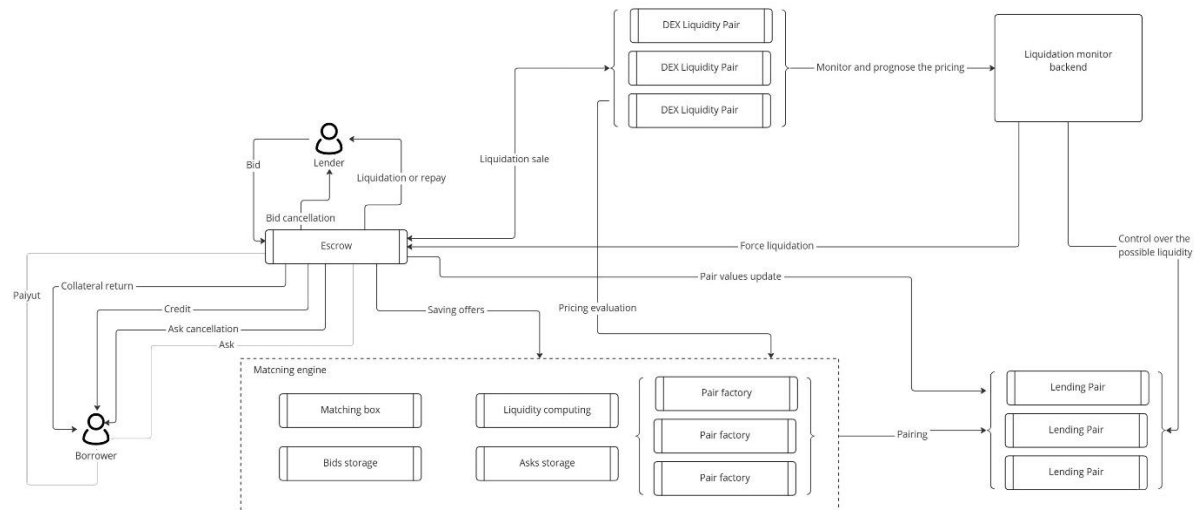 DEX Liquidity Pair
DEX Liquidity Pair
DEX Liquidity Pair
Monitor and prognose the pricing
Liquidation monitor
backend
Lender
Bid
Liquidation or repay
Liquidation sale
Bid cancellation
Escrow
Force liquidation
Control over the
possible liquidity
Pair values update
Paiyut
Collateral return
Credit
Saving offers
Pricing evaluation
Ask cancellation
Ask
Matcning engine
Matching box
Liquidity computing
Pair factory
Pair factory
Pair factory
Bids storage
Asks storage
Pairing
Lending Pair
Lending Pair
Lending Pair
Borrower